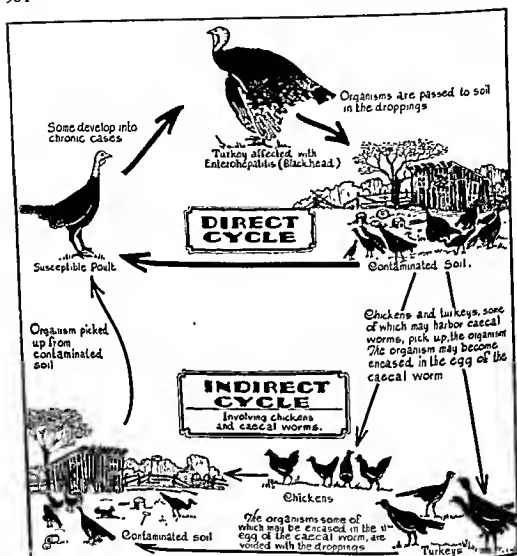 Organisms are passed to soil
in the droppings
Some develop into
chronic cases
Turkey affected with
Enterohepatitis (Blackhead)
DIRECT
CYCLE
Susceptible Poult
Contaminated Soil.
Chickens and turkeys, some
of which may harbor caecal
worms, pick up, the organism
The organism may become
encased in the egg of the
caecal worm
Organism picked
up from
contaminated
soil
INDIRECT
CYCLE
Involving chickens
and caecal worms.
Chickens
The organisms some of
which may be encased in the
egg of the caecal worm, are
voided with the droppings
Contaminated soil
Turkeys